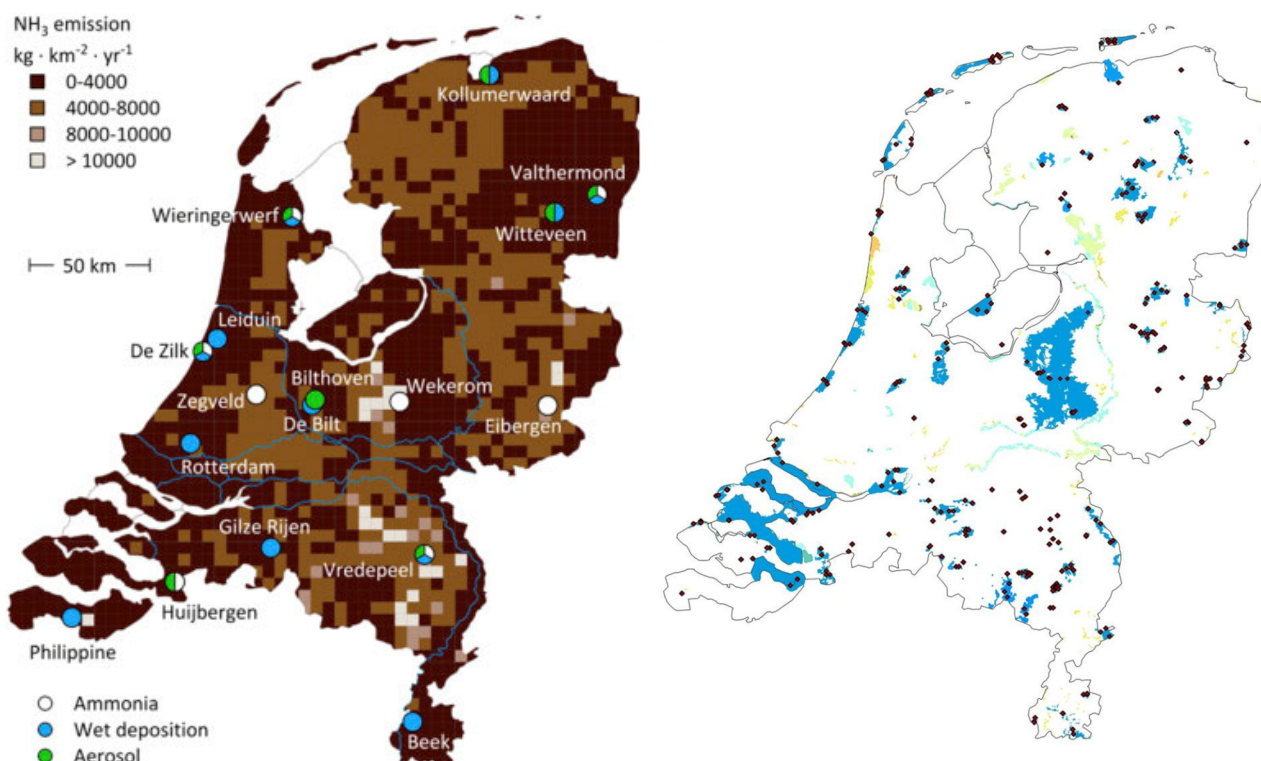 NH₃ emission
kg · km⁻² · yr⁻¹
0-4000
4000-8000
8000-10000
> 10000
Kollumerwaard
Valthermond
Wieringerwerf
Witteveen
50 km
Leiduin
De Zilk
Bilthoven
Wekerom
Zegveld
De Bilt
Eibergen
Rotterdam
Gilze Rijen
Vredepeel
Huijbergen
Philippine
Ammonia
Wet deposition
Beek
Aerosol